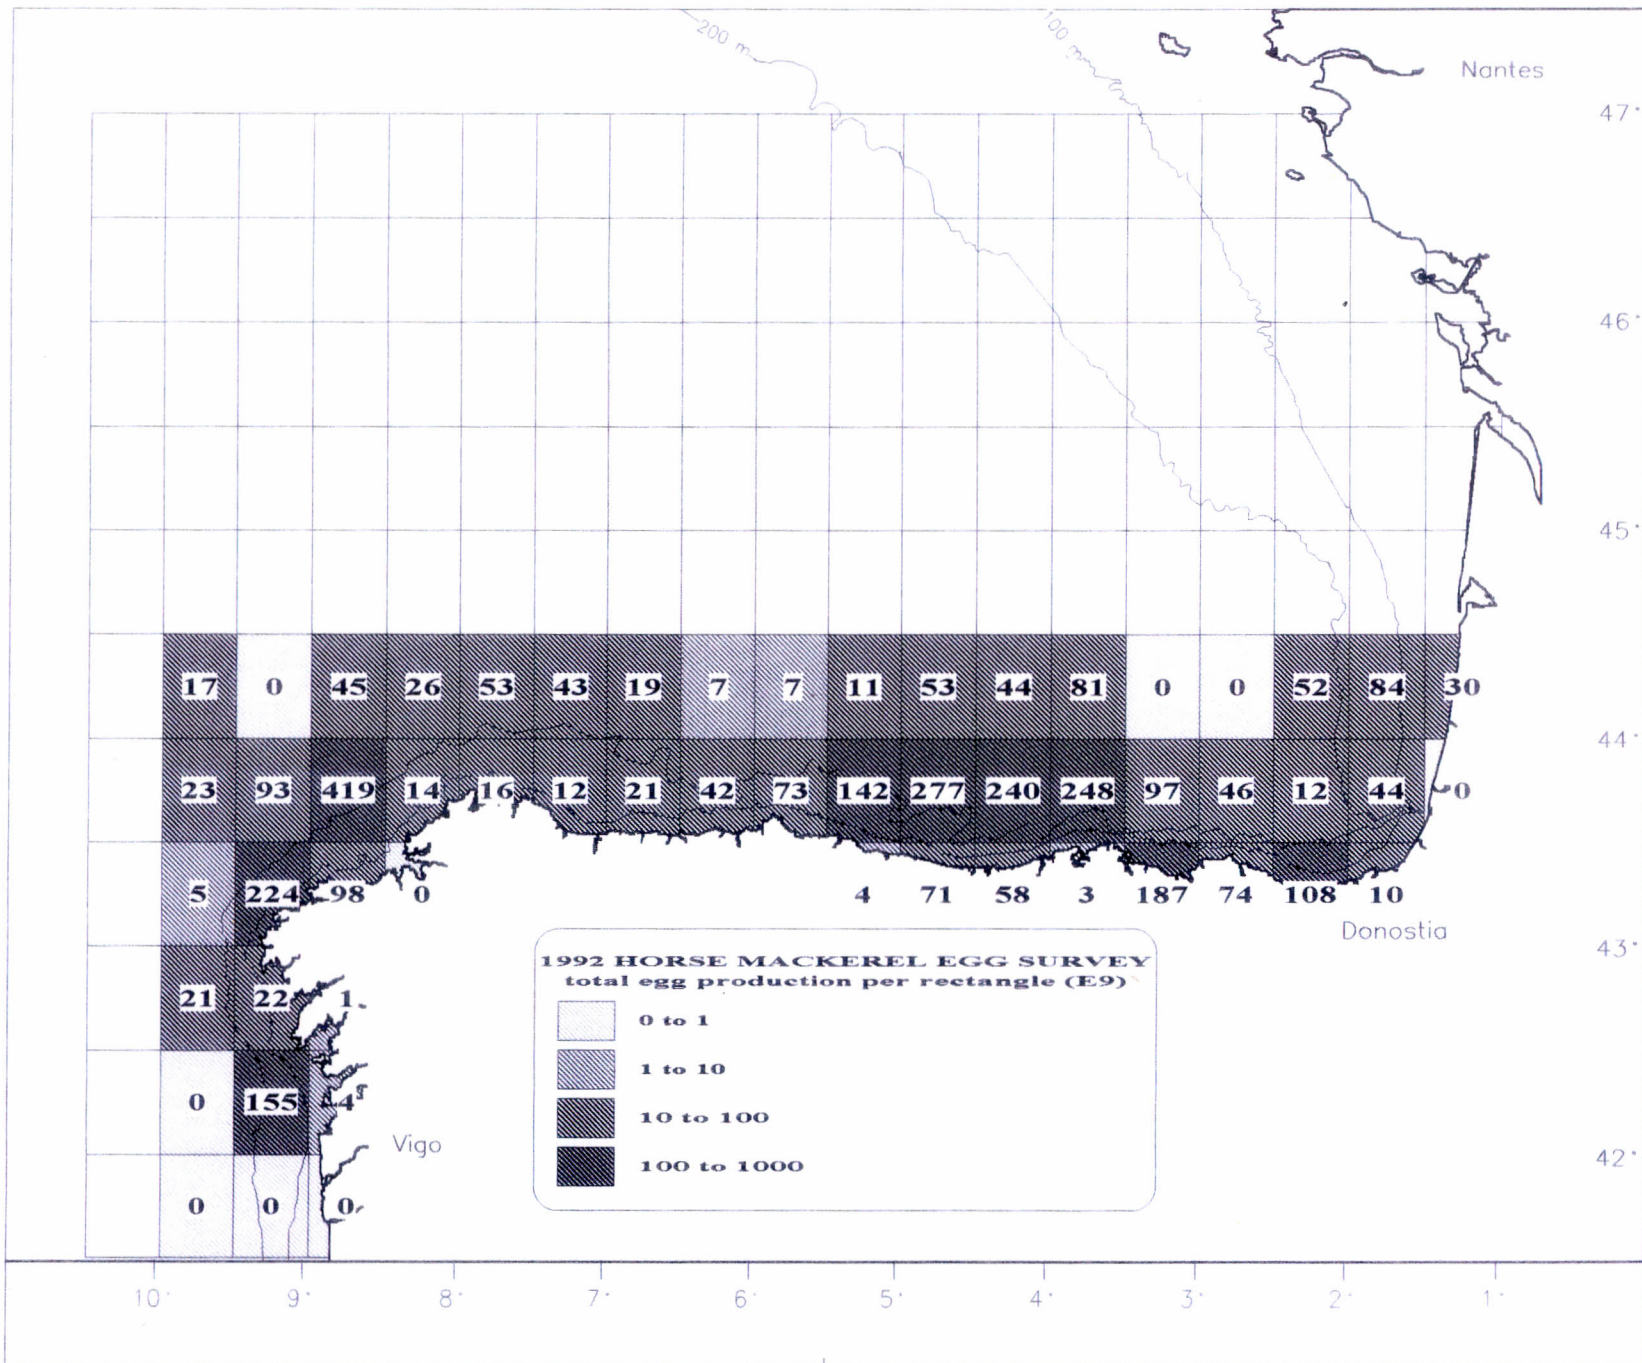 200 m
100 m
Nantes
47°
46°
45°
17 0 45 26 53 43 19 7 7 11 53 44 81 0 0 52 84 30
44°
23 93 419 14 16 12 21 42 73 142 277 240 248 97 46 12 44 0
5 224 98 0 4 71 58 3 187 74 108 10
Donostia
43°
21 22 1
0 155 4
Vigo
42°
0 0 0
1992 HORSE MACKEREL EGG SURVEY
total egg production per rectangle (E9)
0 to 1
1 to 10
10 to 100
100 to 1000
10° 9° 8° 7° 6° 5° 4° 3° 2° 1°